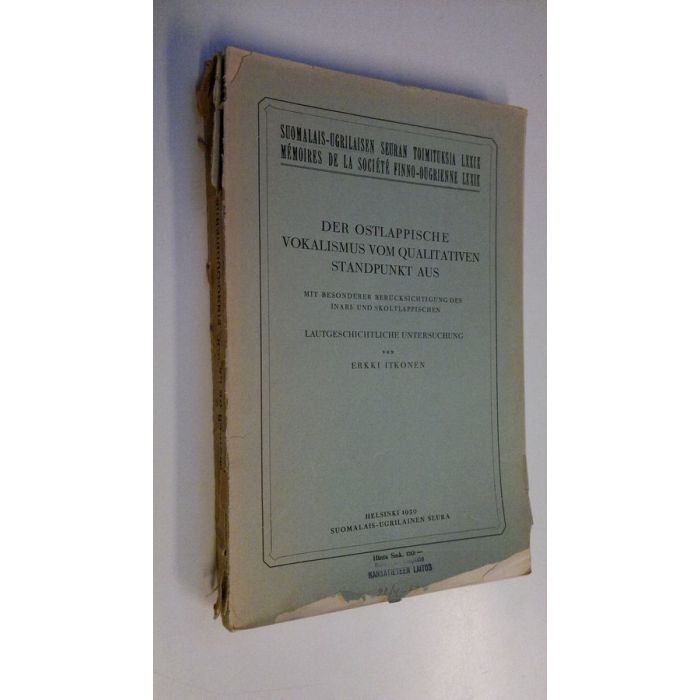 SUOMALAIS-UGRILAISEN SEURAN TOIMITUKSIA LXXIX
MÉMOIRES DE LA SOCIÉTÉ FINNO-OUGRIENNE LXXIX
DER OSTLAPPISCHE
VOKALISMUS VOM QUALITATIVEN
STANDPUNKT AUS
MIT BESONDERER BERÜCKSICHTIGUNG DES
INARI- UND SKOLTLAPPISCHEN
LAUTGESCHICHTLICHE UNTERSUCHUNG
VON
ERKKI ITKONEN
HELSINKI 1939
SUOMALAIS-UGRILAINEN SEURA
Hinta Smk.
KANSATIETEEN LAITOS